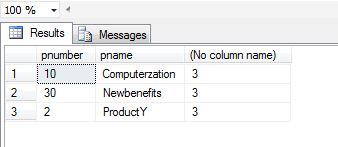 100 %
Results Messages
pnumber pname (No column name)
1 10 Computerzation 3
2 30 Newbenefits 3
3 2 ProductY 3